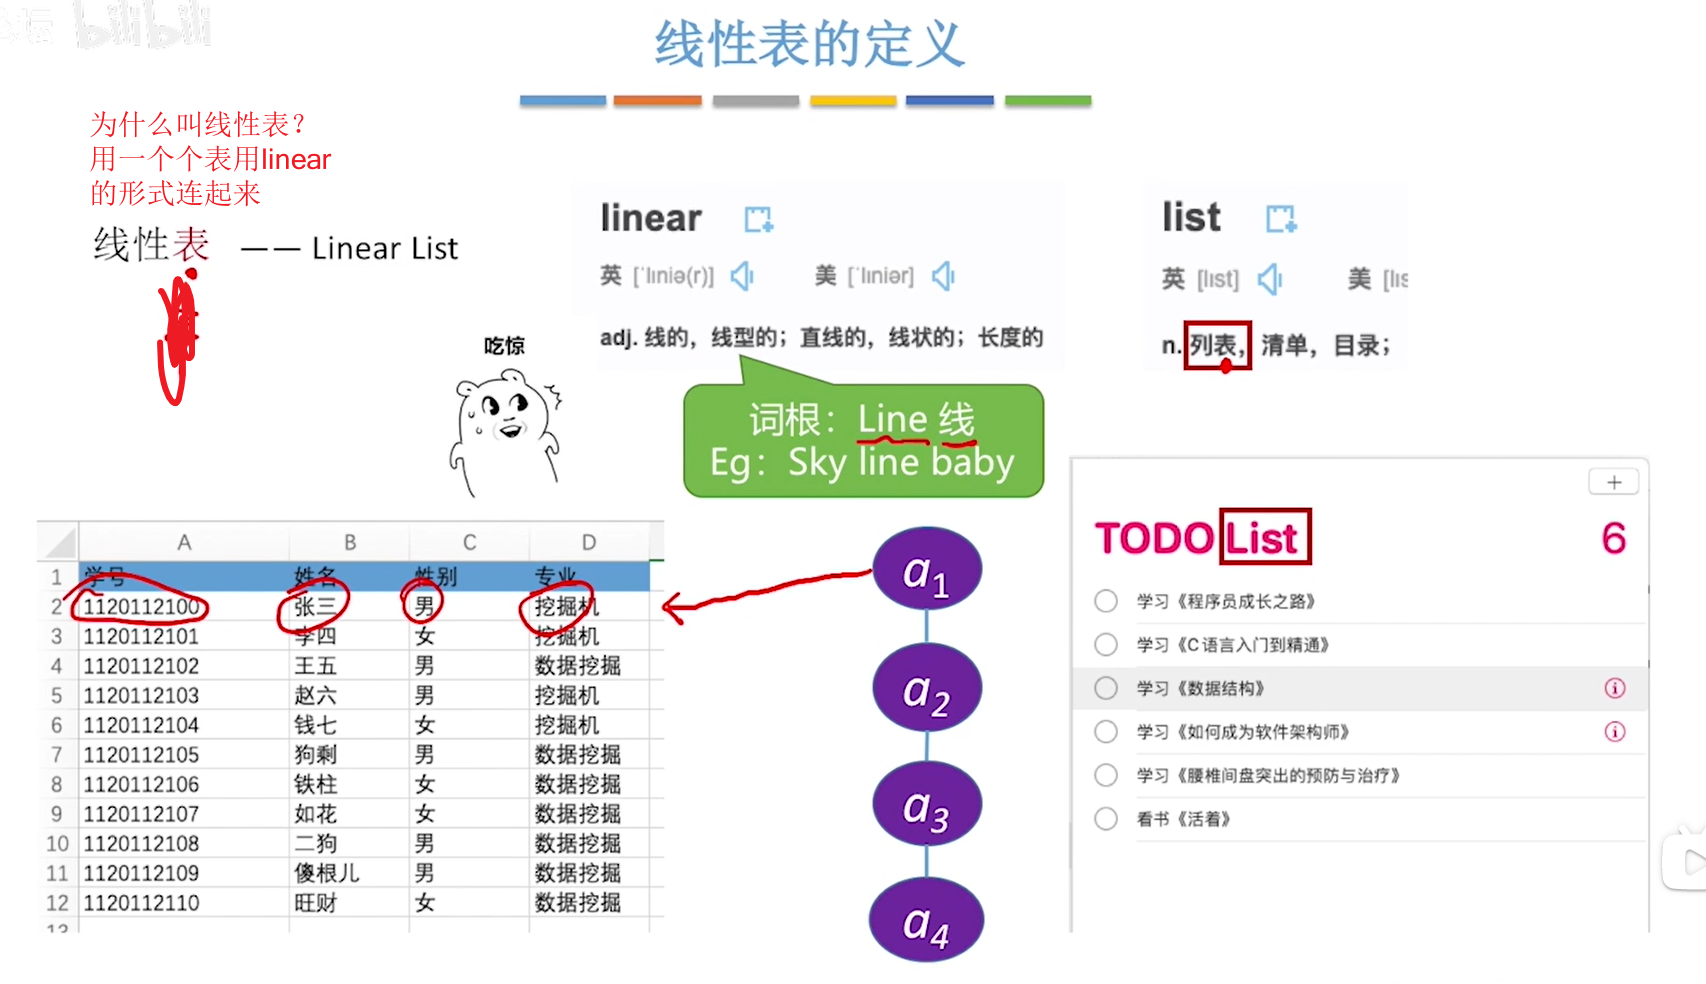 bilibili
线性表的定义
为什么叫线性表？
用一个个表用linear
的形式连起来
线性表 —— Linear List
linear
英 [ˈlɪniə(r)] 美 [ˈlɪniər]
adj. 线的，线型的；直线的，线状的；长度的
list
英 [lɪst] 美 [lɪs
n. 列表，清单，目录；
吃惊
词根：Line 线
Eg：Sky line baby
A B C D
1 学号 姓名 性别 专业
2 1120112100 张三 男 挖掘机
3 1120112101 李四 女 挖掘机
4 1120112102 王五 男 数据挖掘
5 1120112103 赵六 男 挖掘机
6 1120112104 钱七 女 挖掘机
7 1120112105 狗剩 男 数据挖掘
8 1120112106 铁柱 女 数据挖掘
9 1120112107 如花 女 数据挖掘
10 1120112108 二狗 男 数据挖掘
11 1120112109 傻根儿 男 数据挖掘
12 1120112110 旺财 女 数据挖掘
13
a1
a2
a3
a4
+
TODO List 6
学习《程序员成长之路》
学习《C语言入门到精通》
学习《数据结构》
学习《如何成为软件架构师》
学习《腰椎间盘突出的预防与治疗》
看书《活着》